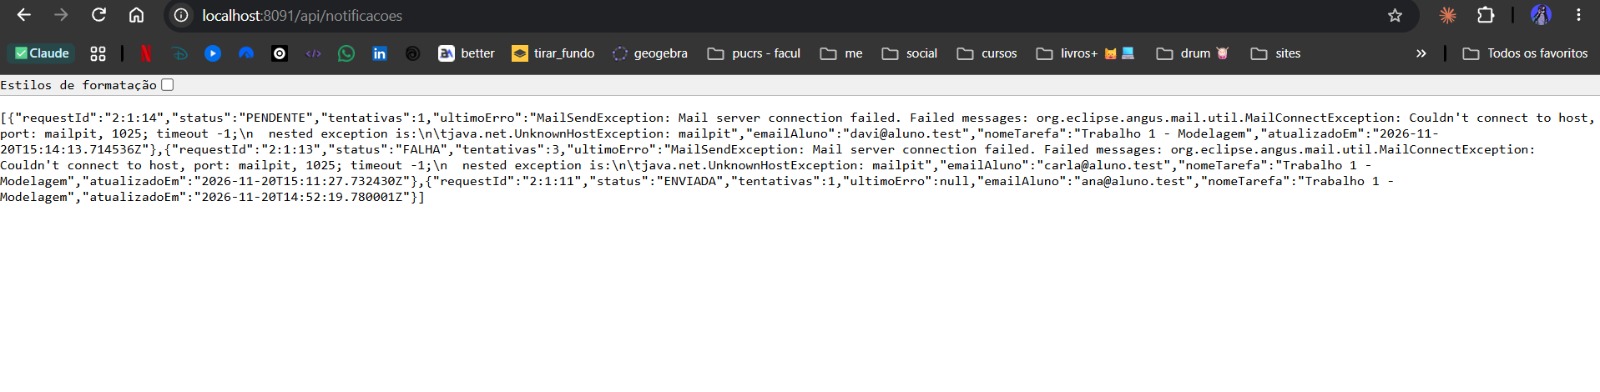 localhost:8091/api/notificacoes
Claude better tirar_fundo geogebra pucrs - facul me social cursos livros+ drum sites » Todos os favoritos
Estilos de formatação
[{"requestId":"2:1:14","status":"PENDENTE","tentativas":1,"ultimoErro":"MailSendException: Mail server connection failed. Failed messages: org.eclipse.angus.mail.util.MailConnectException: Couldn't connect to host,
port: mailpit, 1025; timeout -1;\n  nested exception is:\n\tjava.net.UnknownHostException: mailpit","emailAluno":"davi@aluno.test","nomeTarefa":"Trabalho 1 - Modelagem","atualizadoEm":"2026-11-
20T15:14:13.714536Z"},{"requestId":"2:1:13","status":"FALHA","tentativas":3,"ultimoErro":"MailSendException: Mail server connection failed. Failed messages: org.eclipse.angus.mail.util.MailConnectException:
Couldn't connect to host, port: mailpit, 1025; timeout -1;\n  nested exception is:\n\tjava.net.UnknownHostException: mailpit","emailAluno":"carla@aluno.test","nomeTarefa":"Trabalho 1 -
Modelagem","atualizadoEm":"2026-11-20T15:11:27.732430Z"},{"requestId":"2:1:11","status":"ENVIADA","tentativas":1,"ultimoErro":null,"emailAluno":"ana@aluno.test","nomeTarefa":"Trabalho 1 -
Modelagem","atualizadoEm":"2026-11-20T14:52:19.780001Z"}]